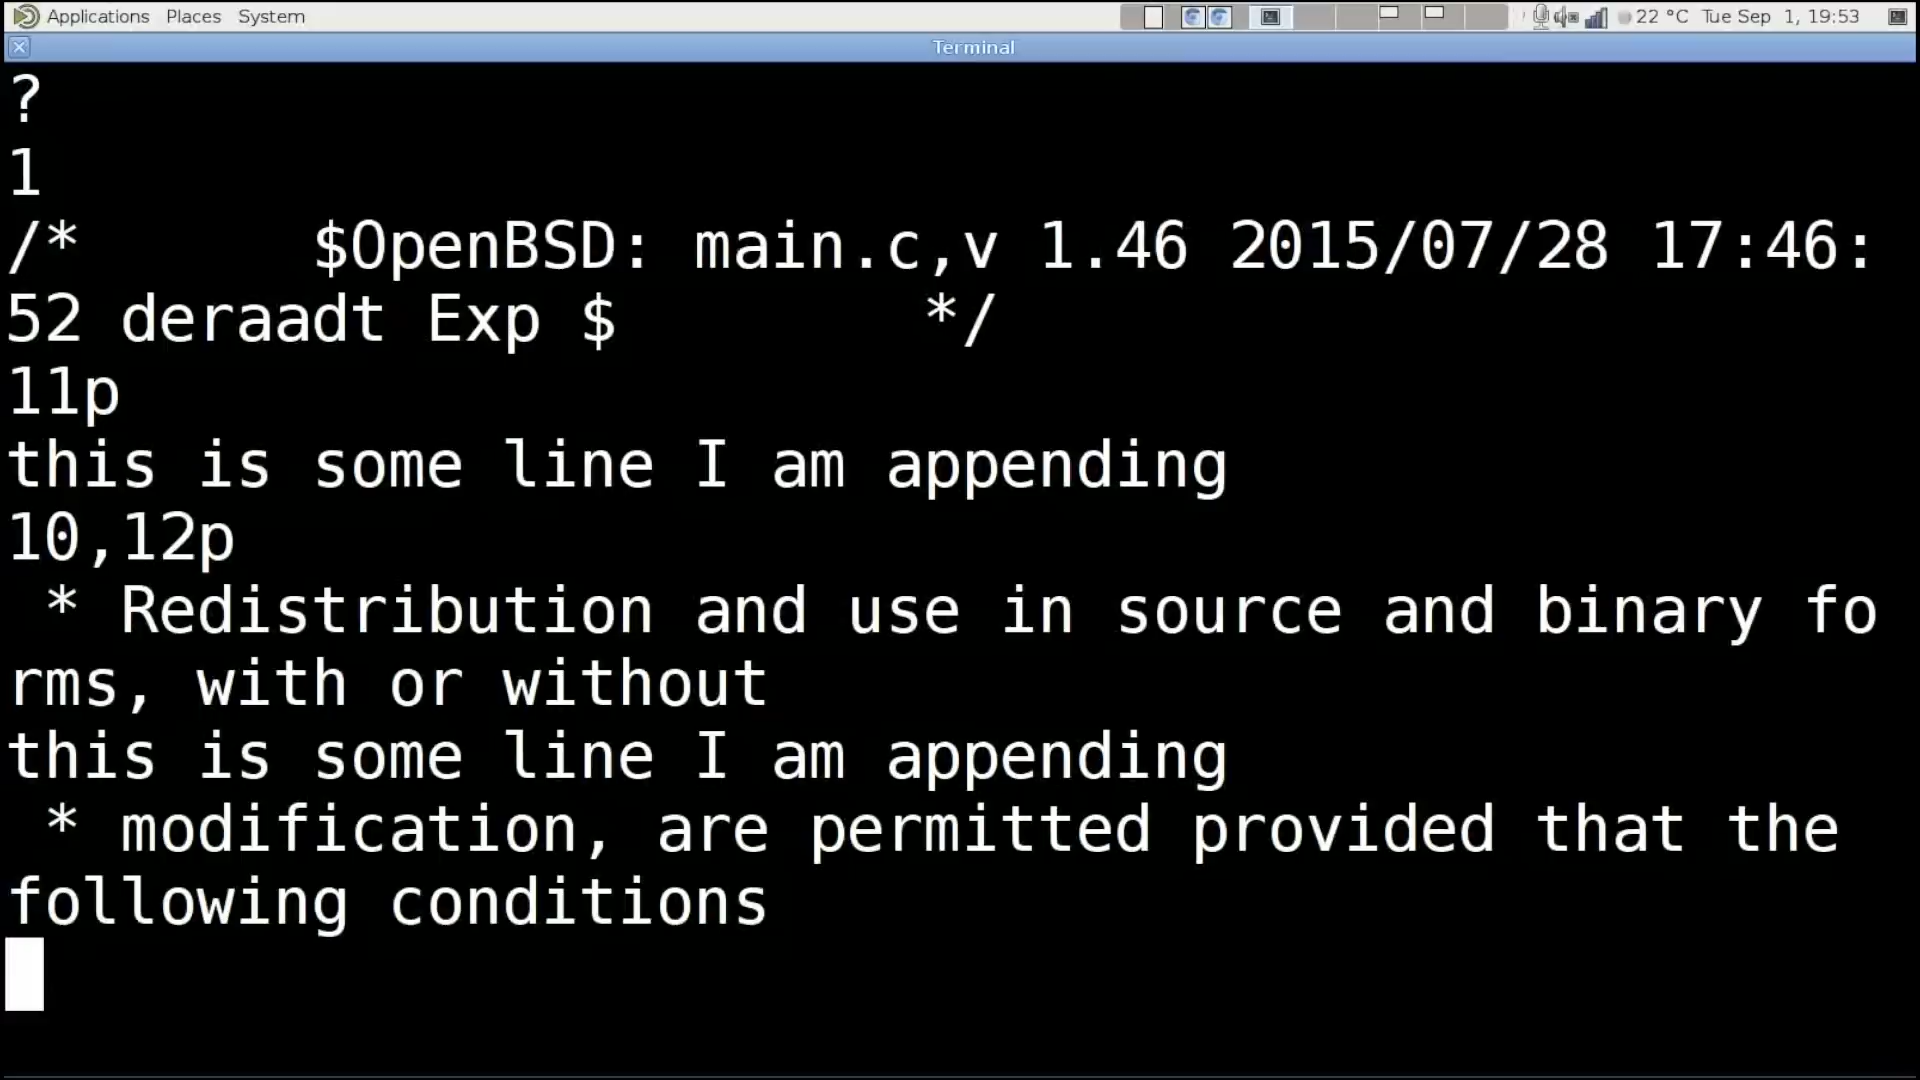 Applications Places System 22 °C Tue Sep 1, 19:53
Terminal
?
1
/* $OpenBSD: main.c,v 1.46 2015/07/28 17:46:
52 deraadt Exp $ */
11p
this is some line I am appending
10,12p
 * Redistribution and use in source and binary fo
rms, with or without
this is some line I am appending
 * modification, are permitted provided that the
following conditions